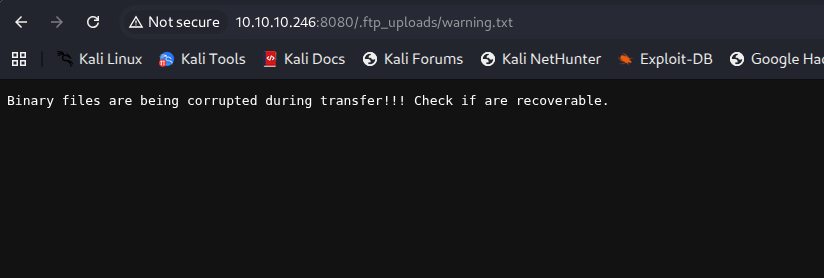 Not secure 10.10.10.246:8080/.ftp_uploads/warning.txt
Kali Linux Kali Tools Kali Docs Kali Forums Kali NetHunter Exploit-DB Google Hac
Binary files are being corrupted during transfer!!! Check if are recoverable.